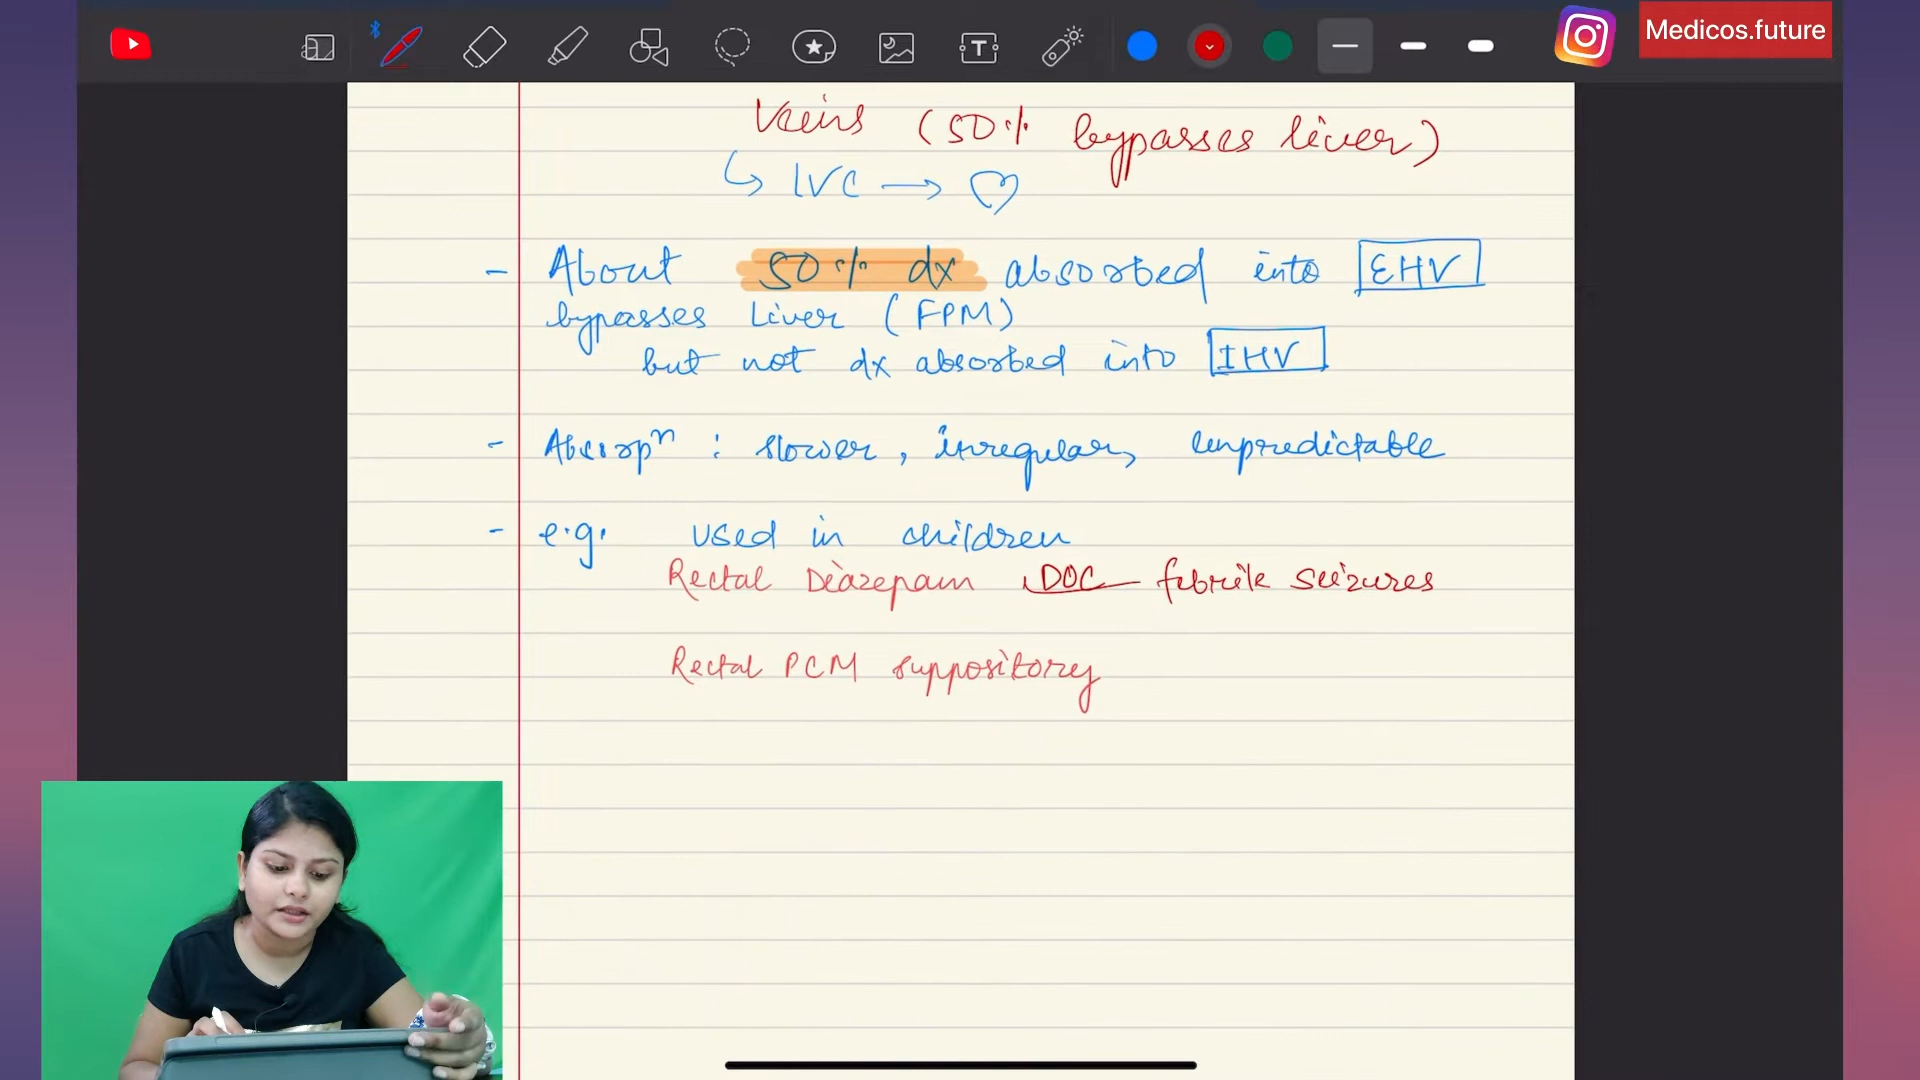 Medicos.future
Veins (50% bypasses liver)
↳ IVC → ♡
- About 50% dx absorbed into EHV
bypasses Liver (FPM)
but not dx absorbed into IHV
- Absorpⁿ : slower, irregular, unpredictable
- e.g. used in children
Rectal Diazepam DOC febrile seizures
Rectal PCM suppository